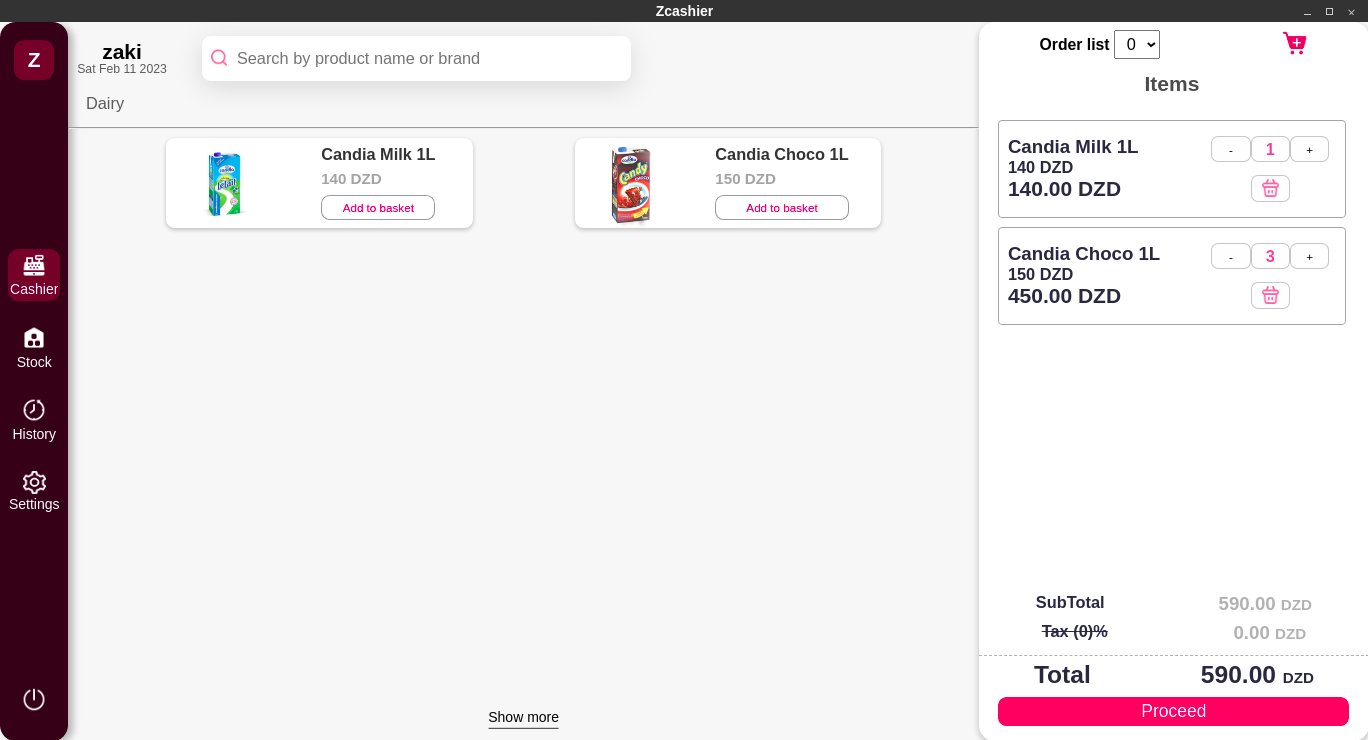 Zcashier
Z
Cashier
Stock
History
Settings
zaki
Sat Feb 11 2023
Search by product name or brand
Dairy
Candia Milk 1L
140 DZD
Add to basket
Candia Choco 1L
150 DZD
Add to basket
Candy
CHOCO
Show more
Order list 0
Items
Candia Milk 1L
140 DZD
140.00 DZD
- 1 +
Candia Choco 1L
150 DZD
450.00 DZD
- 3 +
SubTotal 590.00 DZD
Tax (0)% 0.00 DZD
Total 590.00 DZD
Proceed